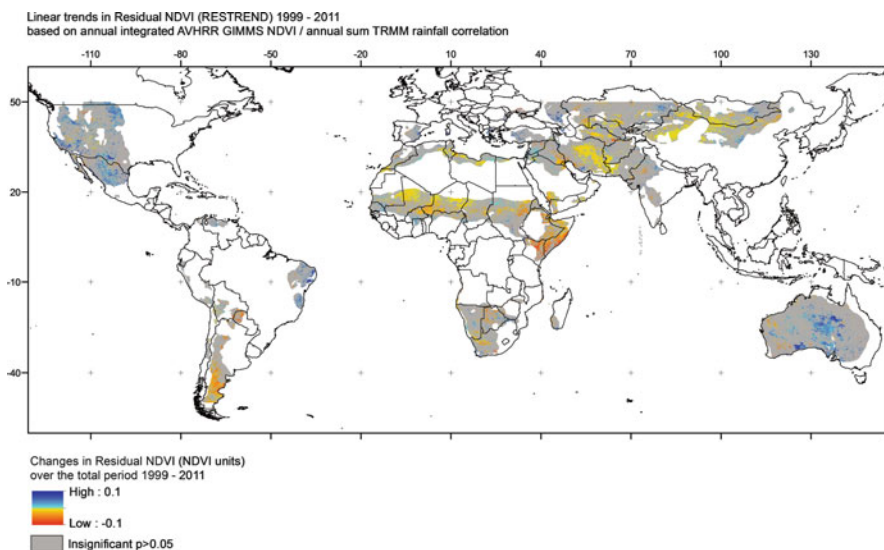 Linear trends in Residual NDVI (RESTREND) 1999 - 2011
based on annual integrated AVHRR GIMMS NDVI / annual sum TRMM rainfall correlation
-110 -80 -50 -20 10 40 70 100 130
50
20
-10
-40
Changes in Residual NDVI (NDVI units)
over the total period 1999 - 2011
High : 0.1
Low : -0.1
Insignificant p>0.05